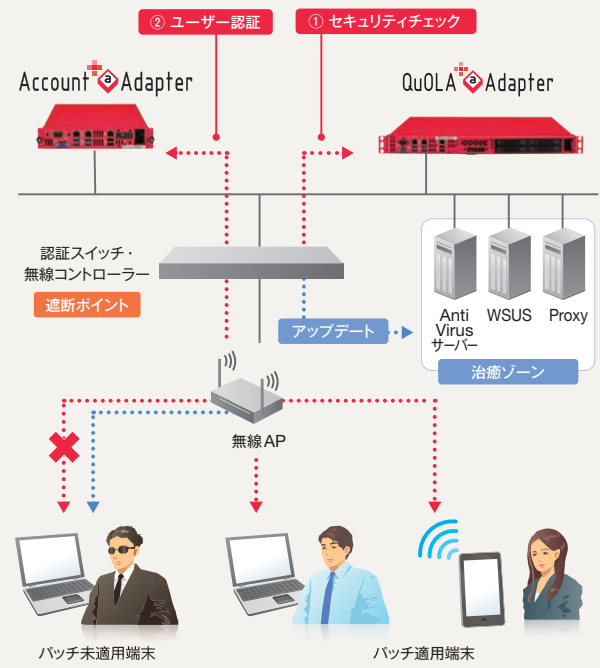 ② ユーザー認証
① セキュリティチェック
Account a Adapter
QuOLA a Adapter
認証スイッチ・
無線コントローラー
遮断ポイント
アップデート
Anti
Virus
サーバー
WSUS
Proxy
治癒ゾーン
無線AP
パッチ未適用端末
パッチ適用端末